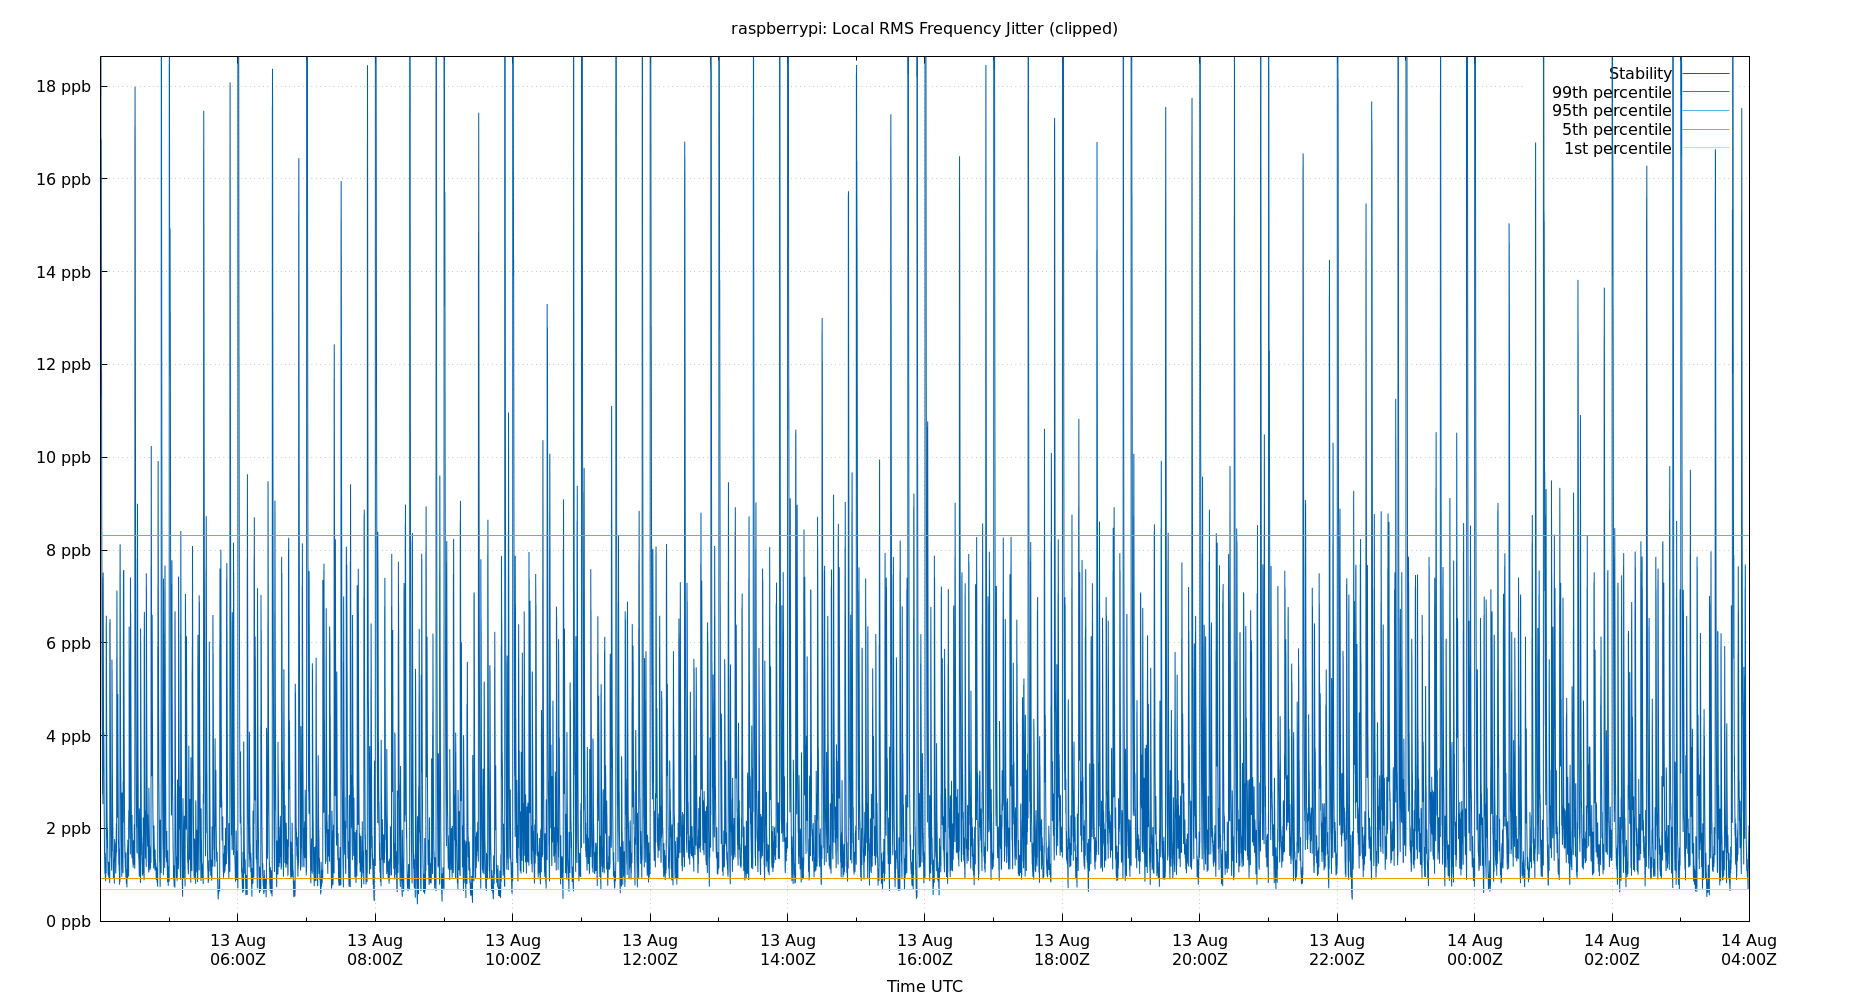 raspberrypi: Local RMS Frequency Jitter (clipped)
Stability
99th percentile
95th percentile
5th percentile
1st percentile
18 ppb
16 ppb
14 ppb
12 ppb
10 ppb
8 ppb
6 ppb
4 ppb
2 ppb
0 ppb
13 Aug 13 Aug 13 Aug 13 Aug 13 Aug 13 Aug 13 Aug 13 Aug 13 Aug 14 Aug 14 Aug 14 Aug
06:00Z 08:00Z 10:00Z 12:00Z 14:00Z 16:00Z 18:00Z 20:00Z 22:00Z 00:00Z 02:00Z 04:00Z
Time UTC